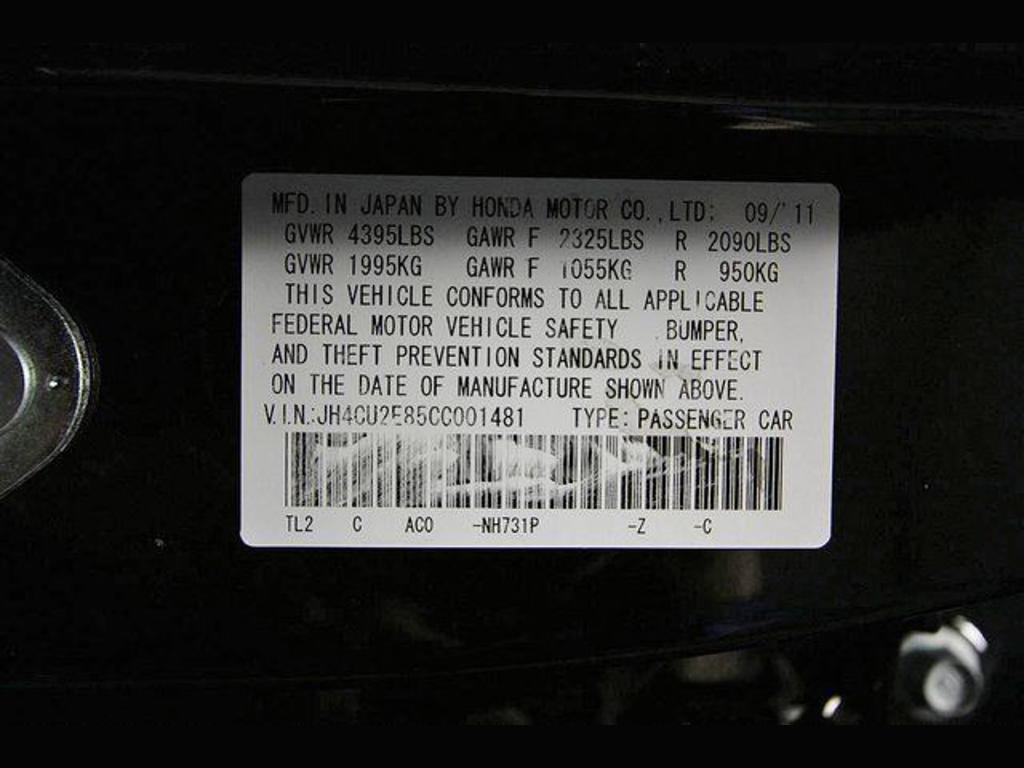 MFD. IN JAPAN BY HONDA MOTOR CO., LTD: 09/'11
GVWR 4395LBS GAWR F 2325LBS R 2090LBS
GVWR 1995KG GAWR F 1055KG R 950KG
THIS VEHICLE CONFORMS TO ALL APPLICABLE
FEDERAL MOTOR VEHICLE SAFETY BUMPER,
AND THEFT PREVENTION STANDARDS IN EFFECT
ON THE DATE OF MANUFACTURE SHOWN ABOVE.
V.I.N.:JH4CU2E85CC001481 TYPE: PASSENGER CAR
TL2 C AC0 -NH731P -Z -C